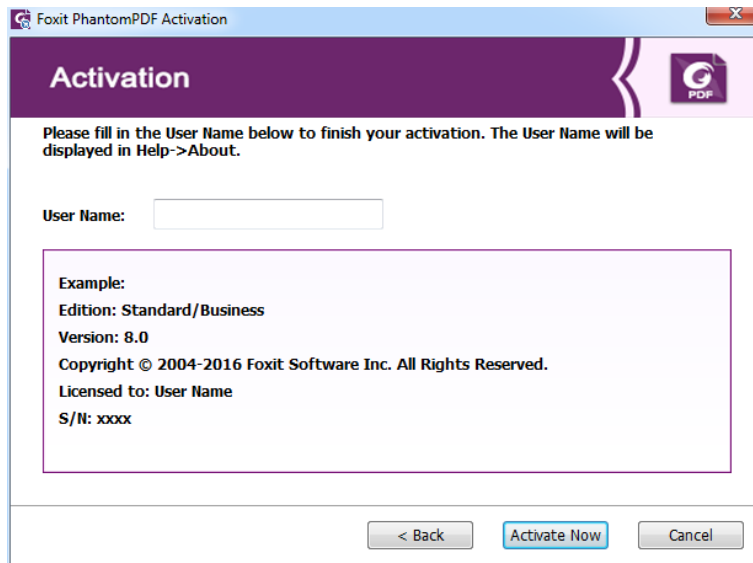 Foxit PhantomPDF Activation
Activation
PDF
Please fill in the User Name below to finish your activation. The User Name will be
displayed in Help->About.
User Name:
Example:
Edition: Standard/Business
Version: 8.0
Copyright © 2004-2016 Foxit Software Inc. All Rights Reserved.
Licensed to: User Name
S/N: xxxx
< Back Activate Now Cancel